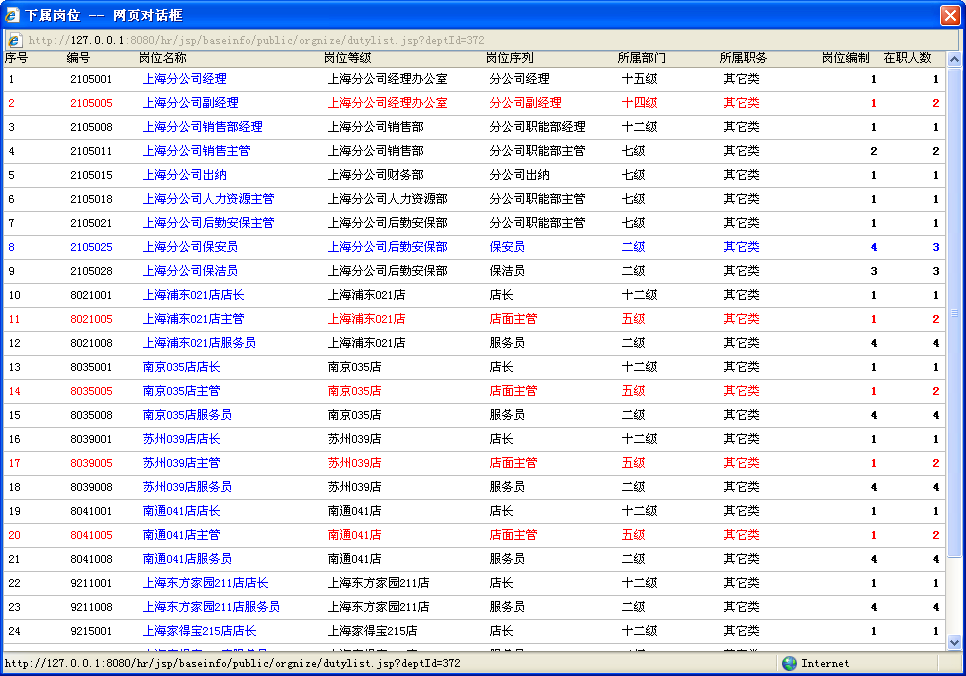 下属岗位 -- 网页对话框
http://127.0.0.1:8080/hr/jsp/baseinfo/public/orgnize/dutylist.jsp?deptId=372
序号 编号 岗位名称 岗位等级 岗位序列 所属部门 所属职务 岗位编制 在职人数
1 2105001 上海分公司经理 上海分公司经理办公室 分公司经理 十五级 其它类 1 1
2 2105005 上海分公司副经理 上海分公司经理办公室 分公司副经理 十四级 其它类 1 2
3 2105008 上海分公司销售部经理 上海分公司销售部 分公司职能部经理 十二级 其它类 1 1
4 2105011 上海分公司销售主管 上海分公司销售部 分公司职能部主管 七级 其它类 2 2
5 2105015 上海分公司出纳 上海分公司财务部 分公司出纳 七级 其它类 1 1
6 2105018 上海分公司人力资源主管 上海分公司人力资源部 分公司职能部主管 七级 其它类 1 1
7 2105021 上海分公司后勤安保主管 上海分公司后勤安保部 分公司职能部主管 七级 其它类 1 1
8 2105025 上海分公司保安员 上海分公司后勤安保部 保安员 二级 其它类 4 3
9 2105028 上海分公司保洁员 上海分公司后勤安保部 保洁员 二级 其它类 3 3
10 8021001 上海浦东021店店长 上海浦东021店 店长 十二级 其它类 1 1
11 8021005 上海浦东021店主管 上海浦东021店 店面主管 五级 其它类 1 2
12 8021008 上海浦东021店服务员 上海浦东021店 服务员 二级 其它类 4 4
13 8035001 南京035店店长 南京035店 店长 十二级 其它类 1 1
14 8035005 南京035店主管 南京035店 店面主管 五级 其它类 1 2
15 8035008 南京035店服务员 南京035店 服务员 二级 其它类 4 4
16 8039001 苏州039店店长 苏州039店 店长 十二级 其它类 1 1
17 8039005 苏州039店主管 苏州039店 店面主管 五级 其它类 1 2
18 8039008 苏州039店服务员 苏州039店 服务员 二级 其它类 4 4
19 8041001 南通041店店长 南通041店 店长 十二级 其它类 1 1
20 8041005 南通041店主管 南通041店 店面主管 五级 其它类 1 2
21 8041008 南通041店服务员 南通041店 服务员 二级 其它类 4 4
22 9211001 上海东方家园211店店长 上海东方家园211店 店长 十二级 其它类 1 1
23 9211008 上海东方家园211店服务员 上海东方家园211店 服务员 二级 其它类 4 4
24 9215001 上海家得宝215店店长 上海家得宝215店 店长 十二级 其它类 1 1
http://127.0.0.1:8080/hr/jsp/baseinfo/public/orgnize/dutylist.jsp?deptId=372 Internet